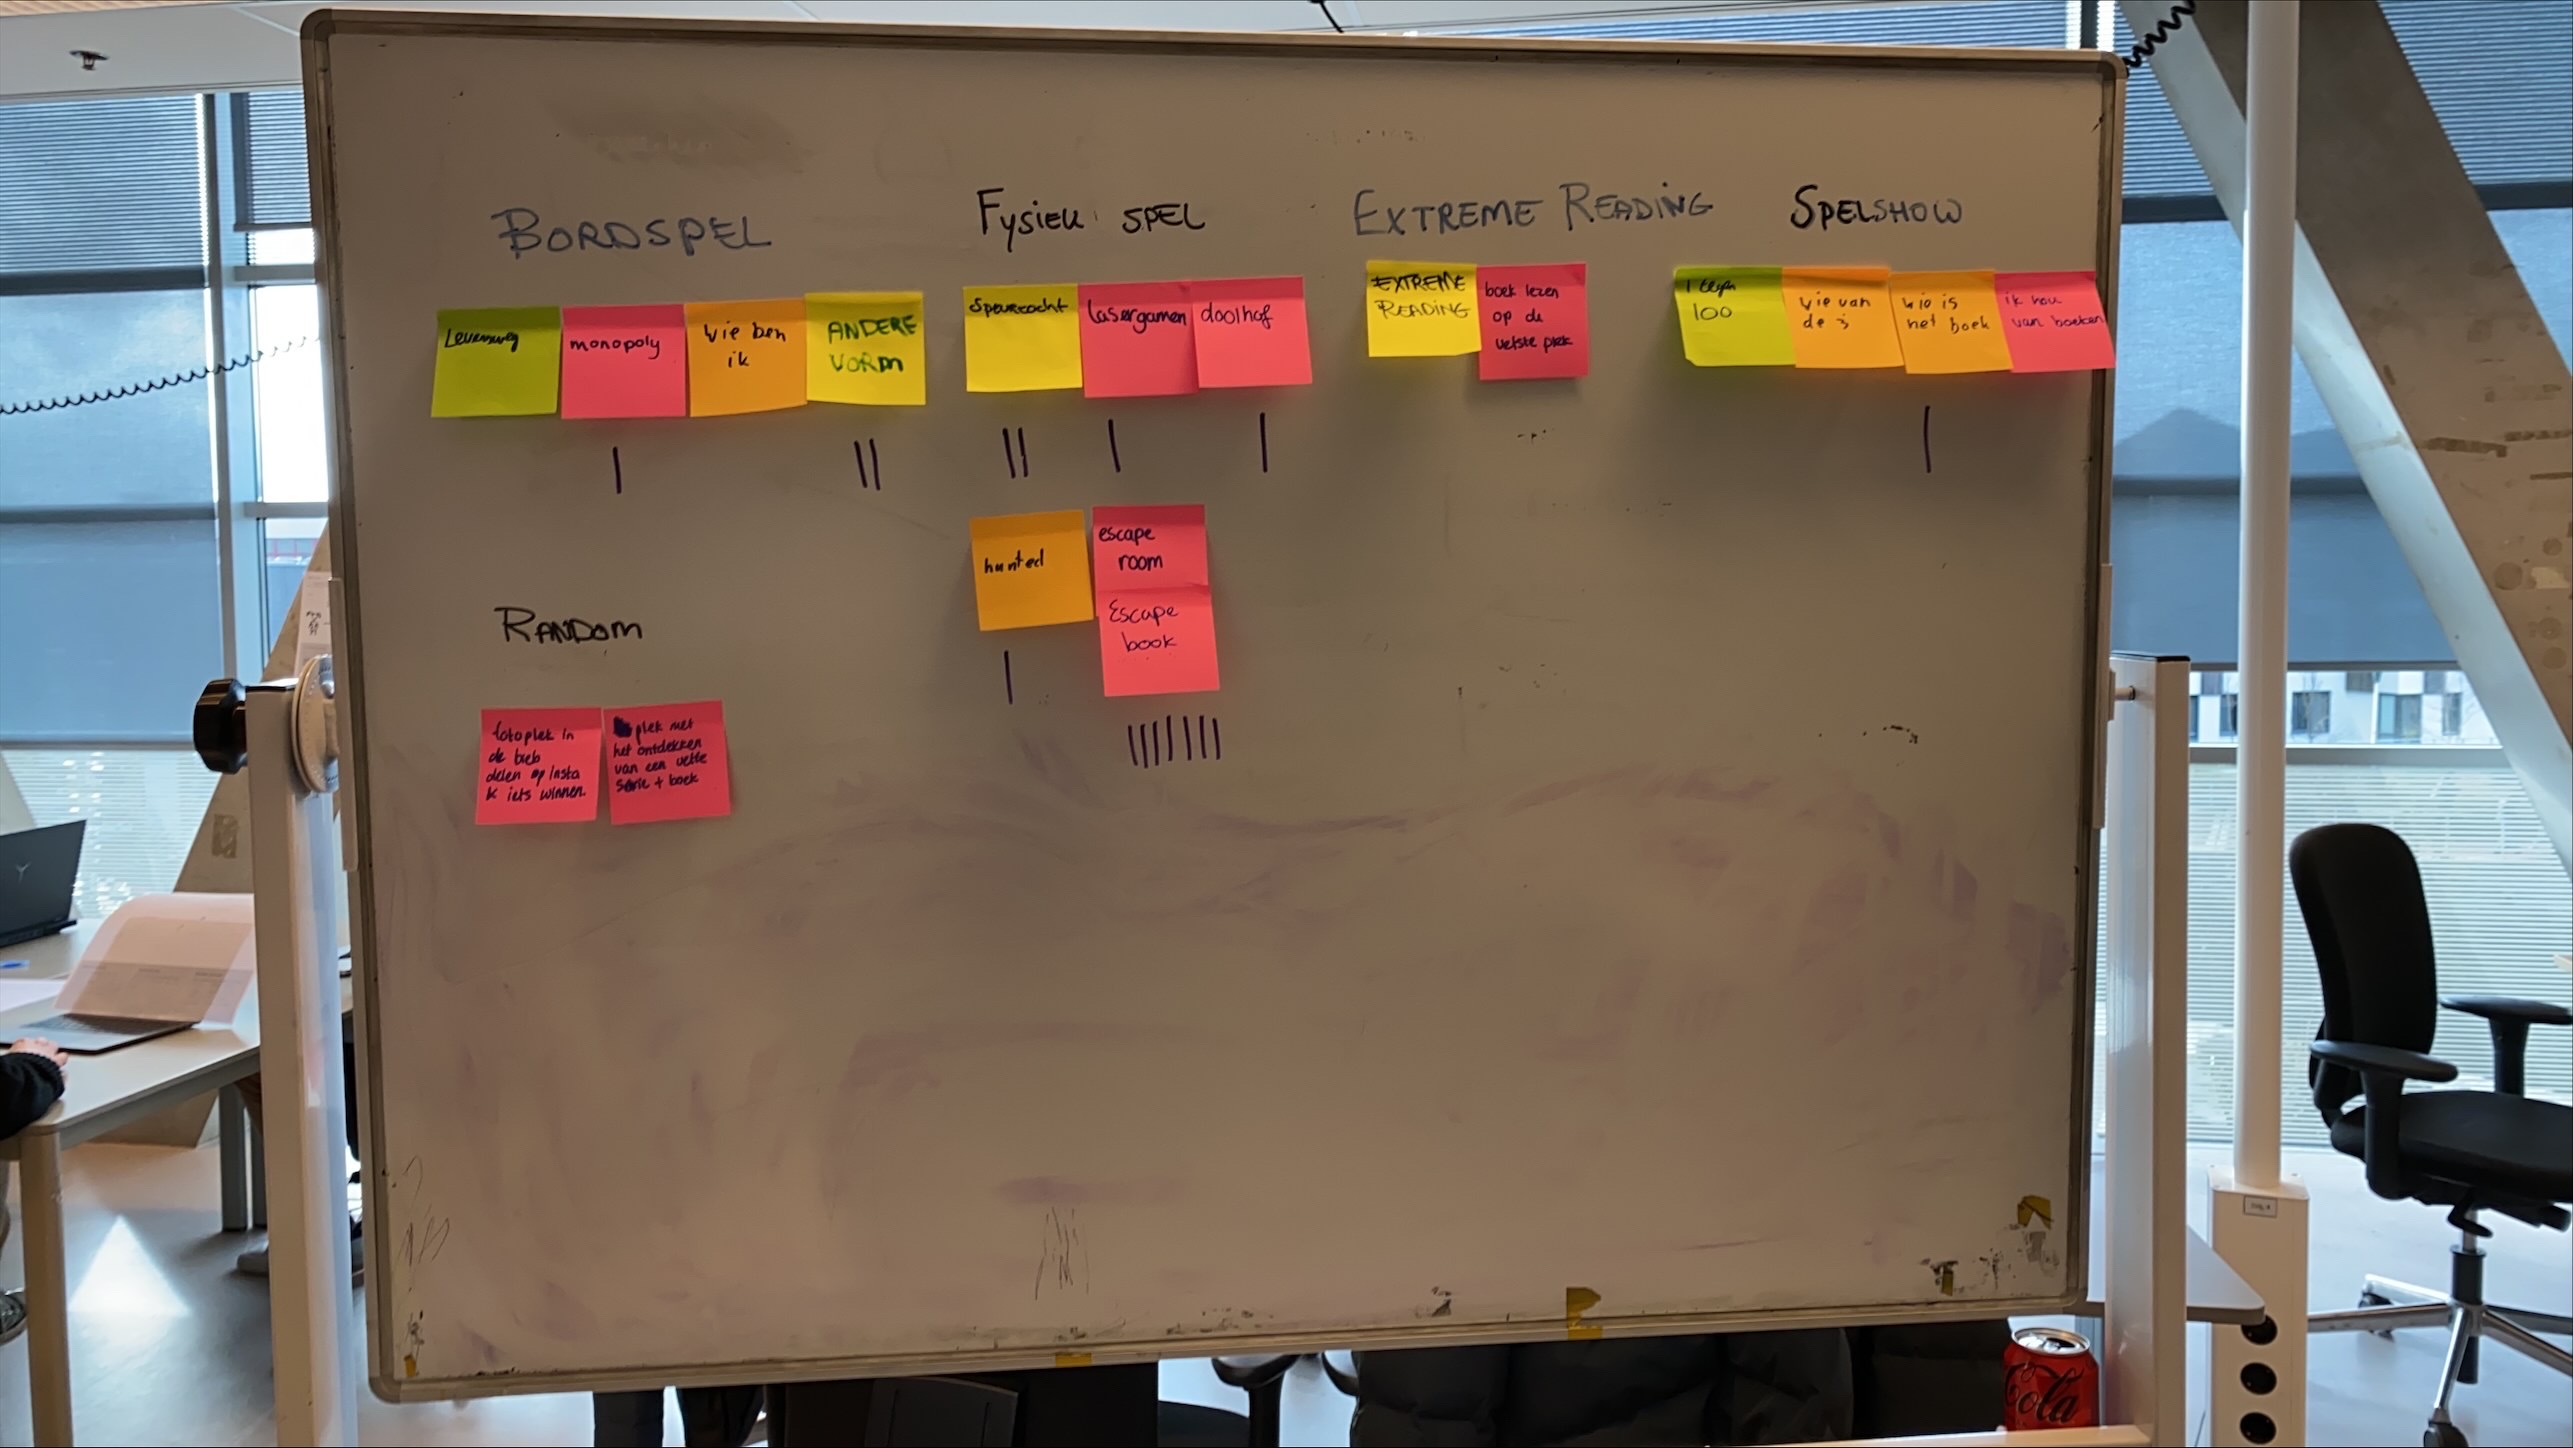 BORDSPEL
Levensweg
monopoly
wie ben
ik
ANDERE
VORM
Fysiek SPEL
Speurtocht
lasergamen
doolhof
hunted
escape
room
Escape
book
EXTREME READING
EXTREME
READING
boek lezen
op de
vetste plek
SPELSHOW
1 tegen
100
wie van
de 3
wie is
het boek
ik hou
van boeken
RANDOM
fotoplek in
de bieb
delen op insta
k iets winnen.
plek met
het ontdekken
van een vette
serie + boek
Cola